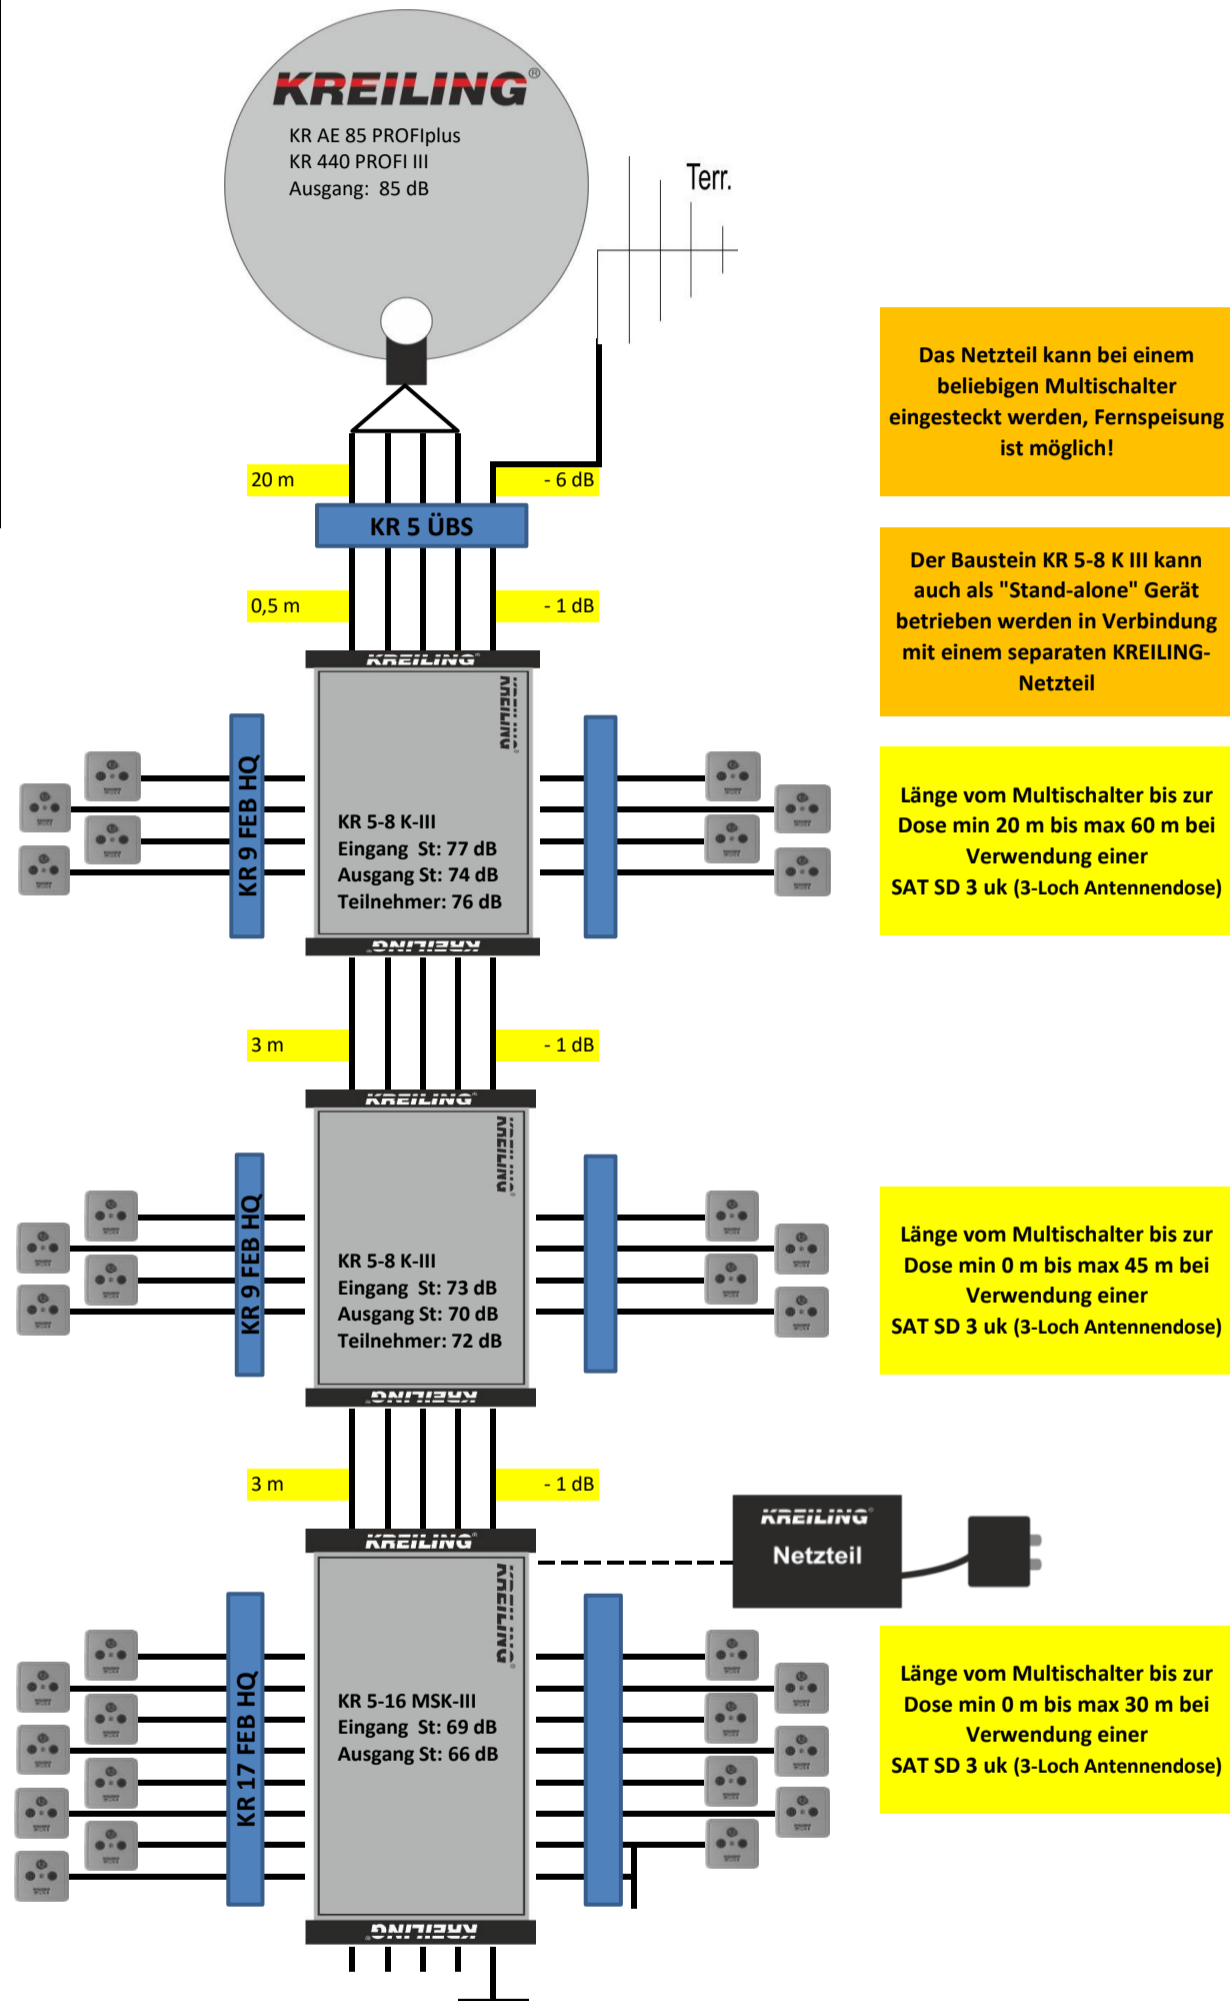 KREILING®
KR AE 85 PROFIplus
KR 440 PROFI III
Ausgang: 85 dB
Terr.
Das Netzteil kann bei einem
beliebigen Multischalter
eingesteckt werden, Fernspeisung
ist möglich!
20 m
- 6 dB
KR 5 ÜBS
Der Baustein KR 5-8 K III kann
auch als "Stand-alone" Gerät
betrieben werden in Verbindung
mit einem separaten KREILING-
Netzteil
0,5 m
- 1 dB
KREILING®
KREILING®
KR 9 FEB HQ
KR 5-8 K-III
Eingang St: 77 dB
Ausgang St: 74 dB
Teilnehmer: 76 dB
KREILING®
Länge vom Multischalter bis zur
Dose min 20 m bis max 60 m bei
Verwendung einer
SAT SD 3 uk (3-Loch Antennendose)
3 m
- 1 dB
KREILING®
KREILING®
KR 9 FEB HQ
KR 5-8 K-III
Eingang St: 73 dB
Ausgang St: 70 dB
Teilnehmer: 72 dB
KREILING®
Länge vom Multischalter bis zur
Dose min 0 m bis max 45 m bei
Verwendung einer
SAT SD 3 uk (3-Loch Antennendose)
3 m
- 1 dB
KREILING®
Netzteil
KREILING®
KREILING®
KR 17 FEB HQ
KR 5-16 MSK-III
Eingang St: 69 dB
Ausgang St: 66 dB
KREILING®
Länge vom Multischalter bis zur
Dose min 0 m bis max 30 m bei
Verwendung einer
SAT SD 3 uk (3-Loch Antennendose)